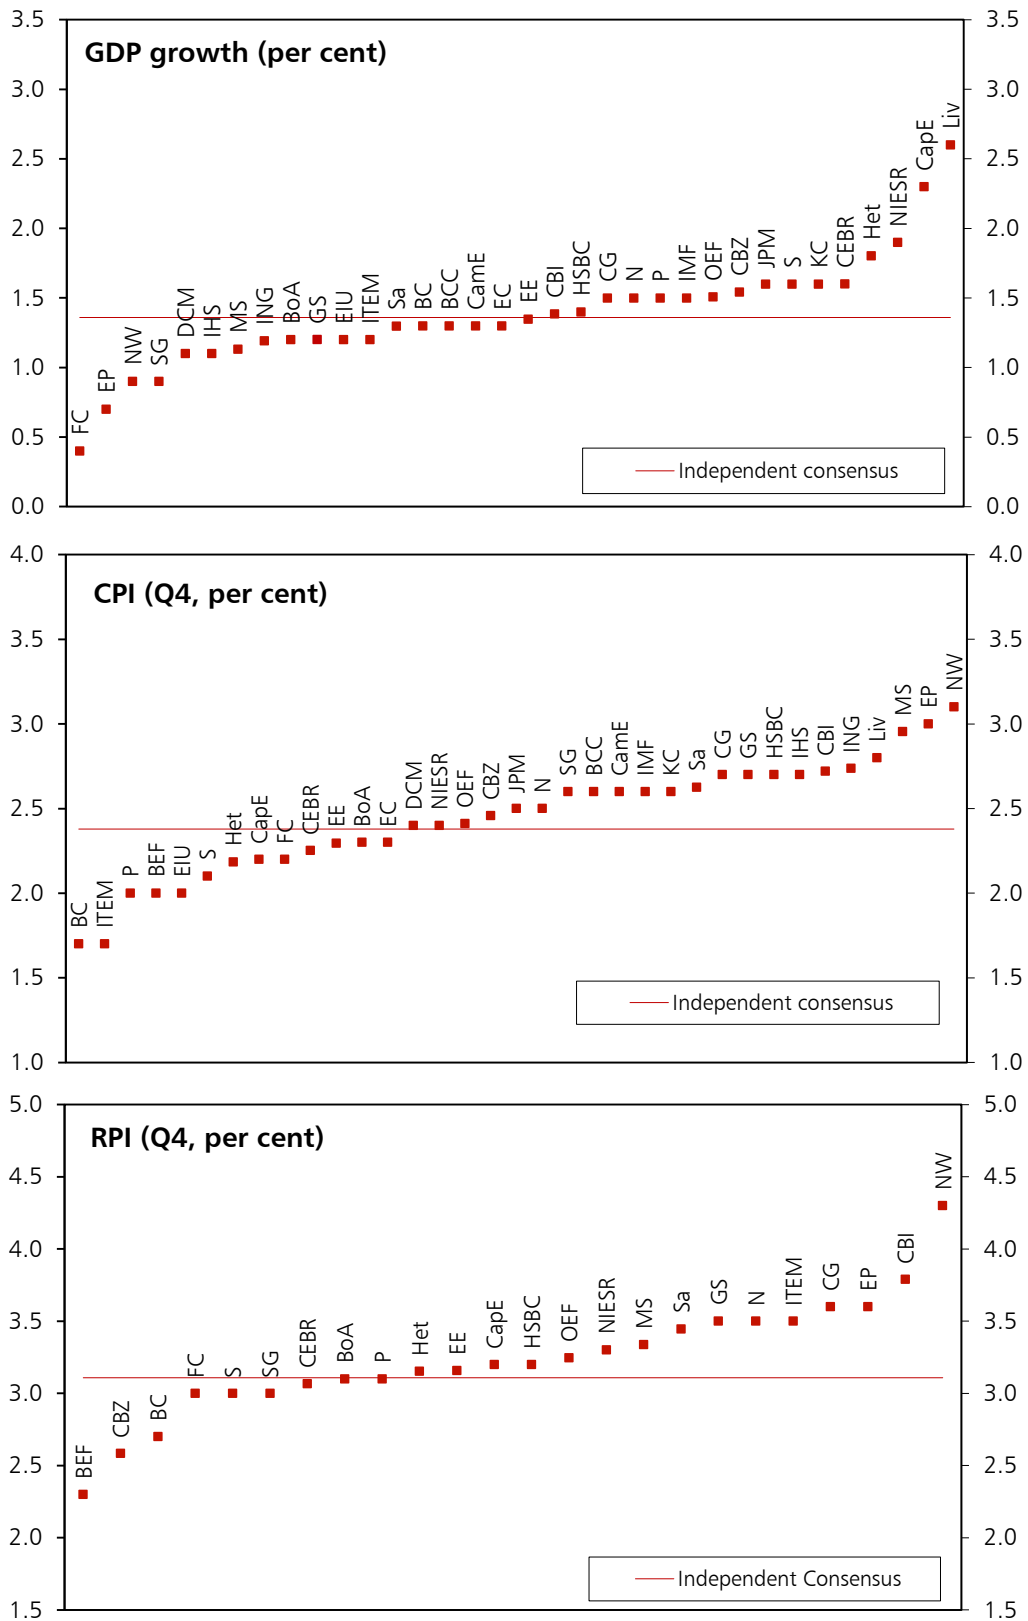 GDP growth (per cent)
3.5 3.5
3.0 3.0
2.5 2.5
2.0 2.0
1.5 1.5
1.0 1.0
0.5 0.5
0.0 0.0
FC EP NW SG DCM IHS MS ING BoA GS EIU ITEM Sa BC BCC CamE EC EE CBI HSBC CG N P IMF OEF CBZ JPM S KC CEBR Het NIESR CapE Liv
Independent consensus
CPI (Q4, per cent)
4.0 4.0
3.5 3.5
3.0 3.0
2.5 2.5
2.0 2.0
1.5 1.5
1.0 1.0
BC ITEM P BEF EIU S Het CapE FC CEBR EE BoA EC DCM NIESR OEF CBZ JPM N SG BCC CamE IMF KC Sa CG GS HSBC IHS CBI ING Liv MS EP NW
Independent consensus
RPI (Q4, per cent)
5.0 5.0
4.5 4.5
4.0 4.0
3.5 3.5
3.0 3.0
2.5 2.5
2.0 2.0
1.5 1.5
BEF CBZ BC FC S SG CEBR BoA P Het EE CapE HSBC OEF NIESR MS Sa GS N ITEM CG EP CBI NW
Independent Consensus